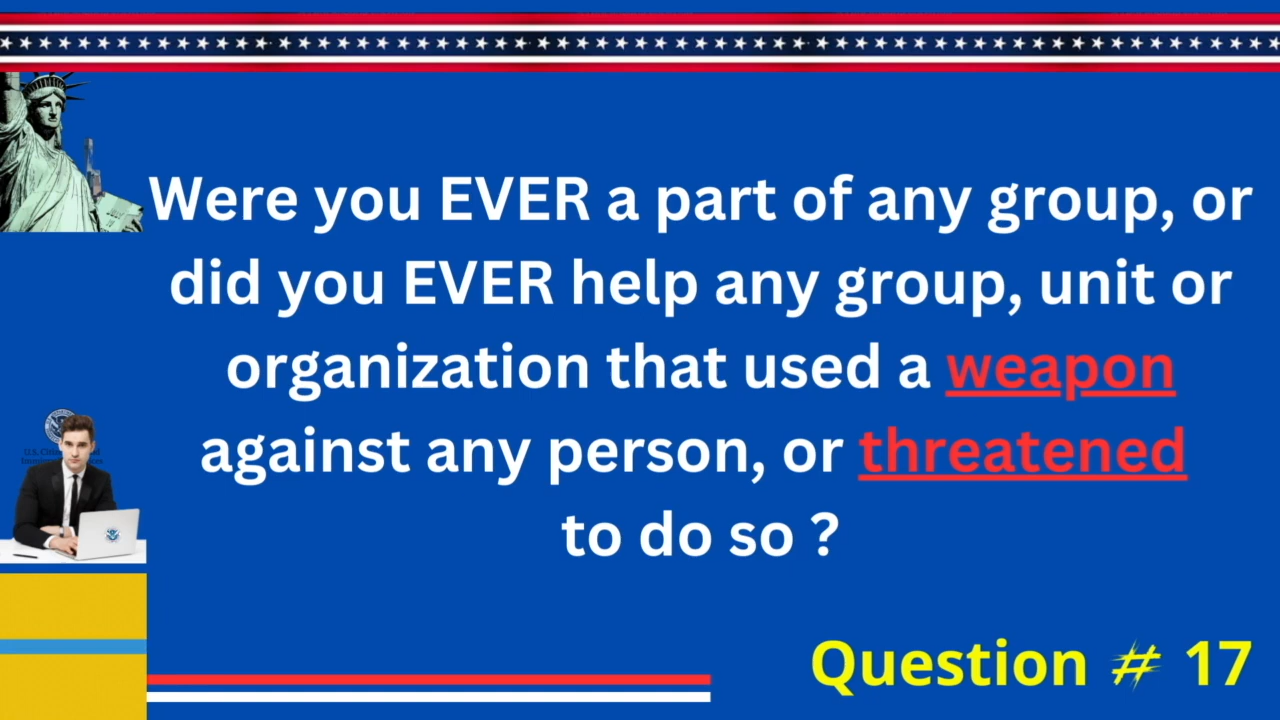 Were you EVER a part of any group, or
did you EVER help any group, unit or
organization that used a weapon
against any person, or threatened
to do so ?
Question # 17